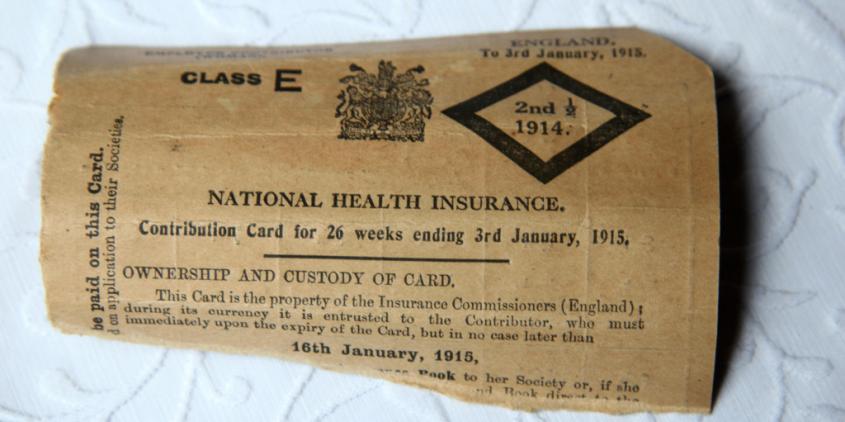 ENGLAND.
To 3rd January, 1915.
CLASS E
2nd ½
1914.
NATIONAL HEALTH INSURANCE.
Contribution Card for 26 weeks ending 3rd January, 1915.
OWNERSHIP AND CUSTODY OF CARD.
This Card is the property of the Insurance Commissioners (England);
during its currency it is entrusted to the Contributor, who must
immediately upon the expiry of the Card, but in no case later than
16th January, 1915,
Book to her Society or, if she
Book direct to the
be paid on this Card.
on application to their Societies.